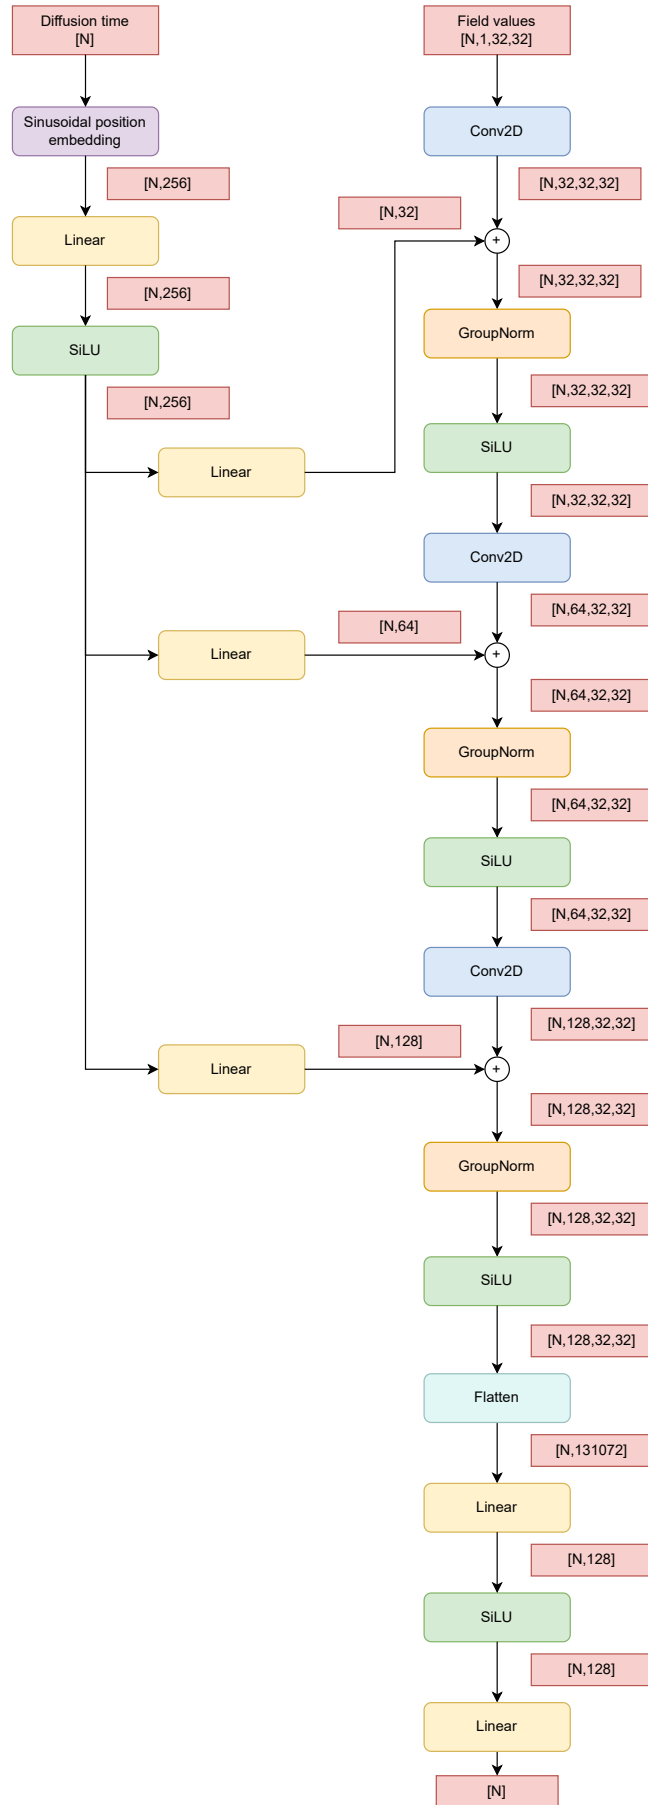 Diffusion time
[N]
Field values
[N,1,32,32]
Sinusoidal position
embedding
Conv2D
[N,256]
[N,32,32,32]
[N,32]
Linear
+
[N,256]
[N,32,32,32]
SiLU
GroupNorm
[N,256]
[N,32,32,32]
Linear
SiLU
[N,32,32,32]
Conv2D
[N,64,32,32]
[N,64]
Linear
+
[N,64,32,32]
GroupNorm
[N,64,32,32]
SiLU
[N,64,32,32]
Conv2D
[N,128,32,32]
[N,128]
Linear
+
[N,128,32,32]
GroupNorm
[N,128,32,32]
SiLU
[N,128,32,32]
Flatten
[N,131072]
Linear
[N,128]
SiLU
[N,128]
Linear
[N]